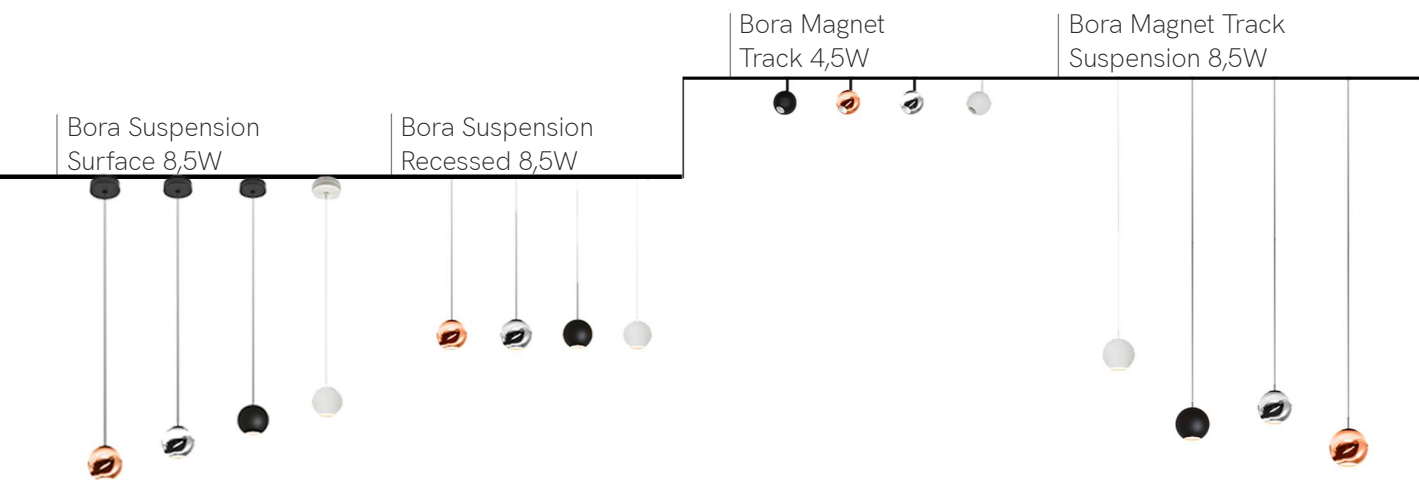 Bora Suspension
Surface 8,5W
Bora Suspension
Recessed 8,5W
Bora Magnet
Track 4,5W
Bora Magnet Track
Suspension 8,5W